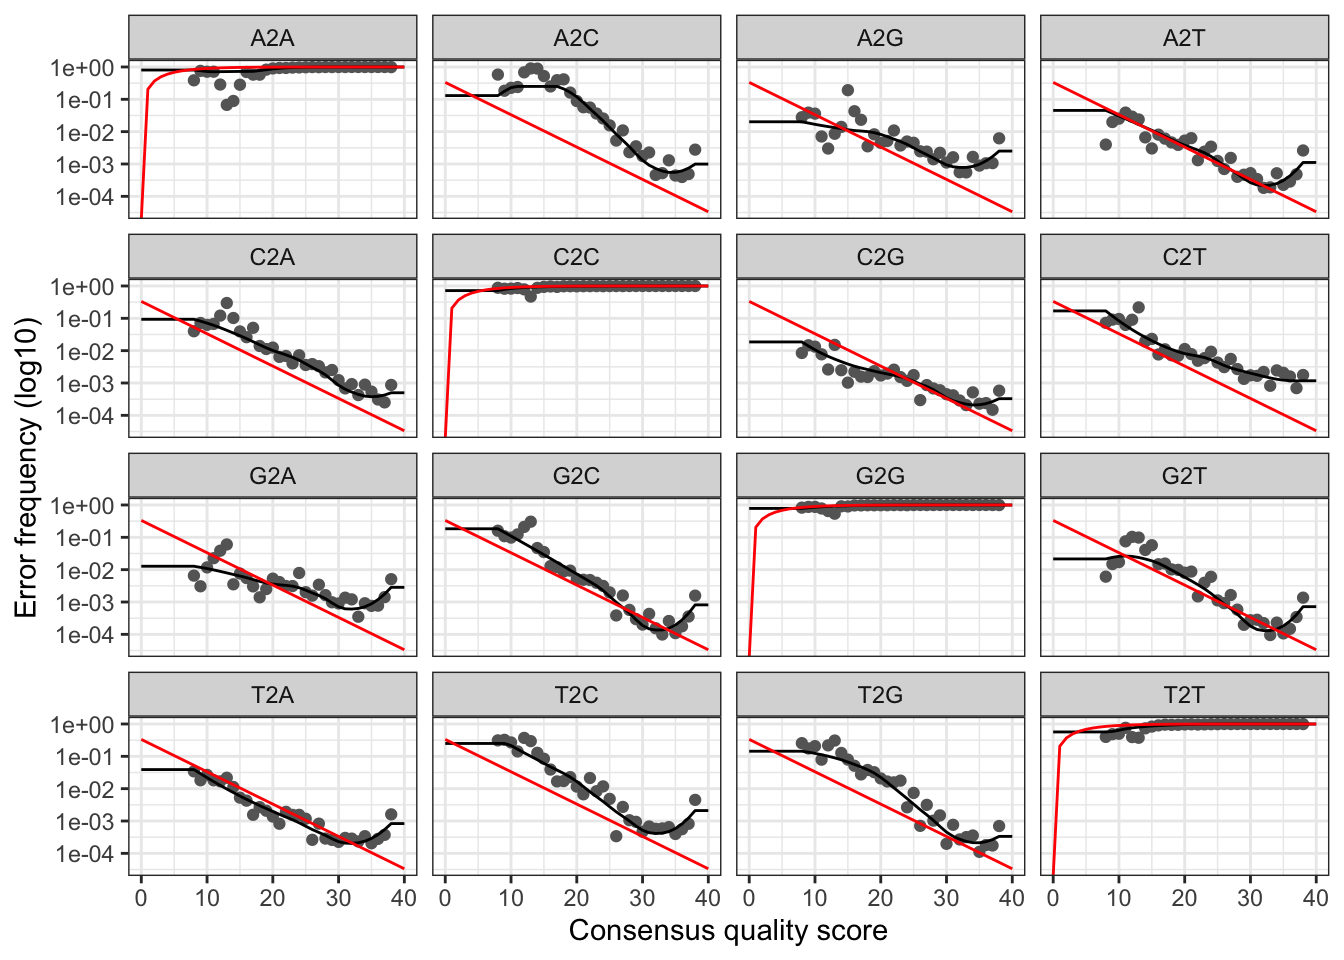 A2A A2C A2G A2T
1e+00
1e-01
1e-02
1e-03
1e-04
C2A C2C C2G C2T
1e+00
1e-01
1e-02
1e-03
1e-04
G2A G2C G2G G2T
1e+00
1e-01
1e-02
1e-03
1e-04
T2A T2C T2G T2T
1e+00
1e-01
1e-02
1e-03
1e-04
0 10 20 30 40 0 10 20 30 40 0 10 20 30 40 0 10 20 30 40
Consensus quality score
Error frequency (log10)